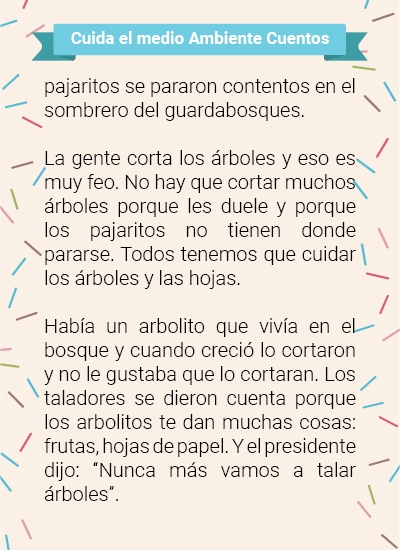 Cuida el medio Ambiente Cuentos
pajaritos se pararon contentos en el
sombrero del guardabosques.
La gente corta los árboles y eso es
muy feo. No hay que cortar muchos
árboles porque les duele y porque
los pajaritos no tienen donde
pararse. Todos tenemos que cuidar
los árboles y las hojas.
Había un arbolito que vivía en el
bosque y cuando creció lo cortaron
y no le gustaba que lo cortaran. Los
taladores se dieron cuenta porque
los arbolitos te dan muchas cosas:
frutas, hojas de papel. Y el presidente
dijo: “Nunca más vamos a talar
árboles”.